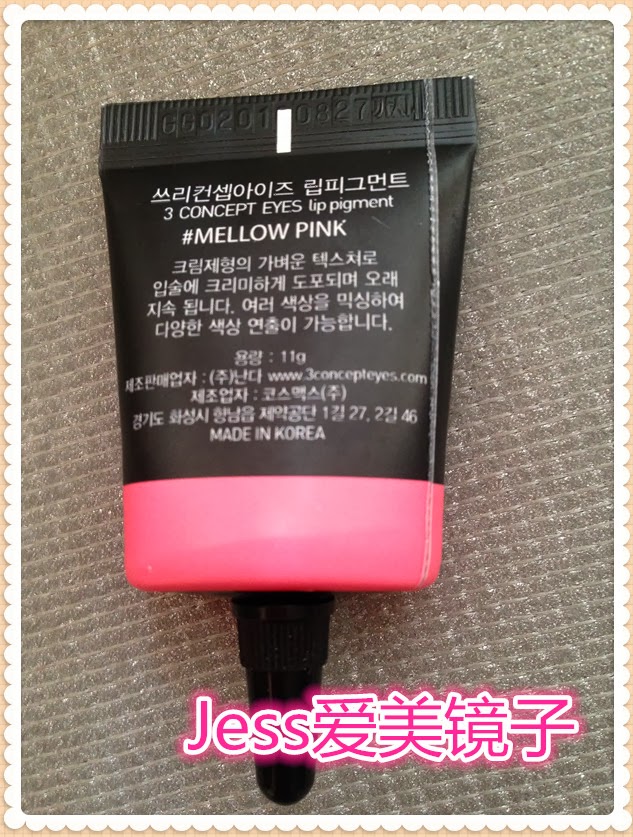 쓰리컨셉아이즈 립피그먼트
3 CONCEPT EYES lip pigment
#MELLOW PINK
크림제형의 가벼운 텍스쳐로
입술에 크리미하게 도포되며 오래
지속 됩니다. 여러 색상을 믹싱하여
다양한 색상 연출이 가능합니다.
용량 : 11g
제조판매업자 : (주)난다 www.3concepteyes.com
제조업자 : 코스맥스(주)
경기도 화성시 향남읍 제약공단 1길 27, 2길 46
MADE IN KOREA
Jess爱美镜子